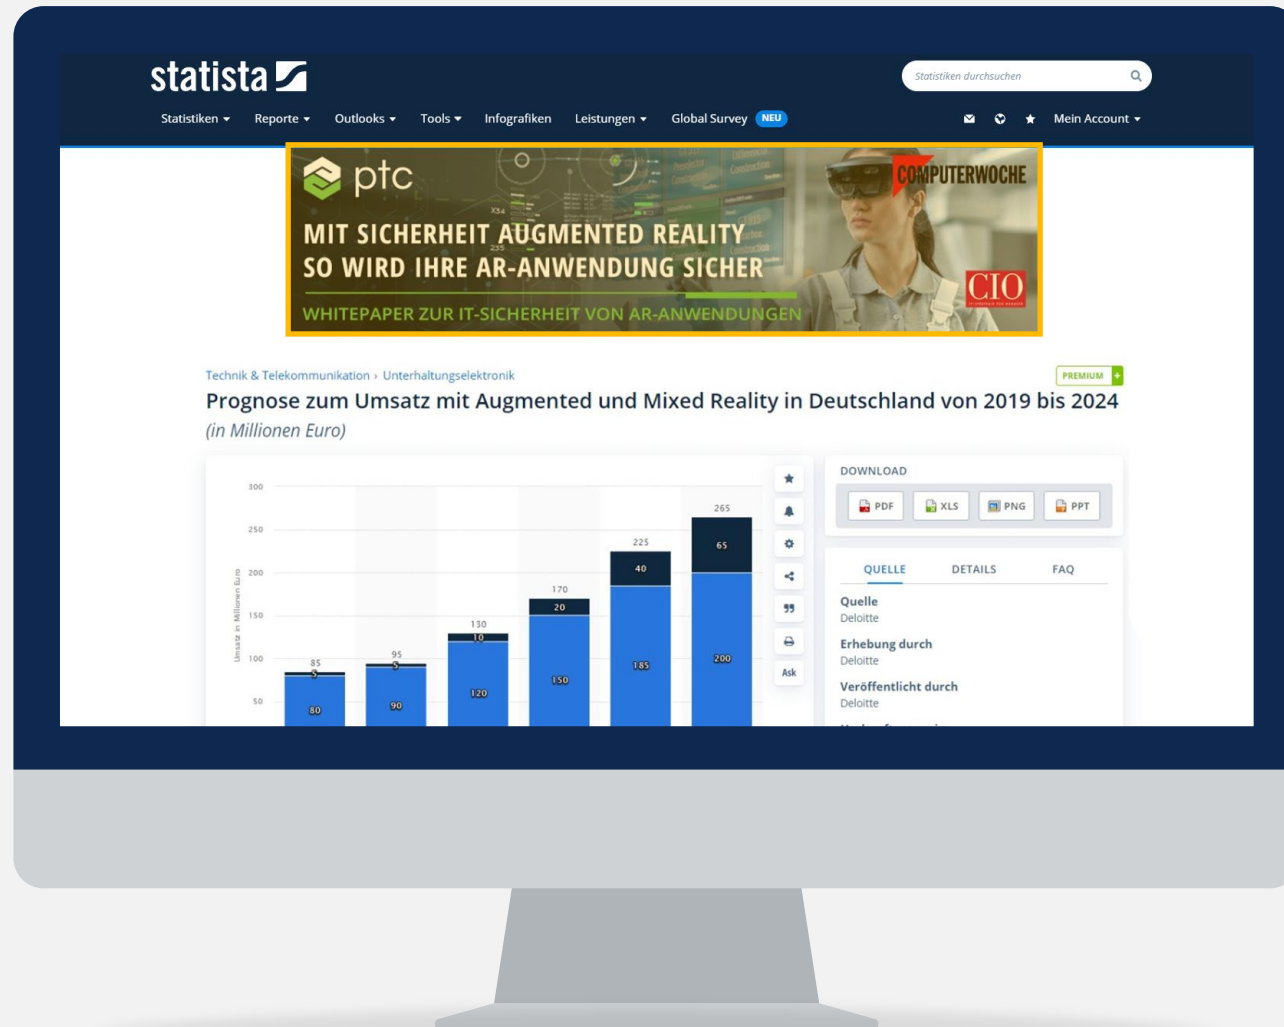 statista
Statistiken durchsuchen
Statistiken Reporte Outlooks Tools Infografiken Leistungen Global Survey NEU Mein Account
ptc
COMPUTERWOCHE
MIT SICHERHEIT AUGMENTED REALITY
SO WIRD IHRE AR-ANWENDUNG SICHER
CIO
WHITEPAPER ZUR IT-SICHERHEIT VON AR-ANWENDUNGEN
Technik & Telekommunikation › Unterhaltungselektronik
PREMIUM +
Prognose zum Umsatz mit Augmented und Mixed Reality in Deutschland von 2019 bis 2024
(in Millionen Euro)
Umsatz in Millionen Euro
300
250
200
150
100
50
85
5
80
95
5
90
130
10
120
170
20
150
225
40
185
265
65
200
Ask
DOWNLOAD
PDF XLS PNG PPT
QUELLE DETAILS FAQ
Quelle
Deloitte
Erhebung durch
Deloitte
Veröffentlicht durch
Deloitte